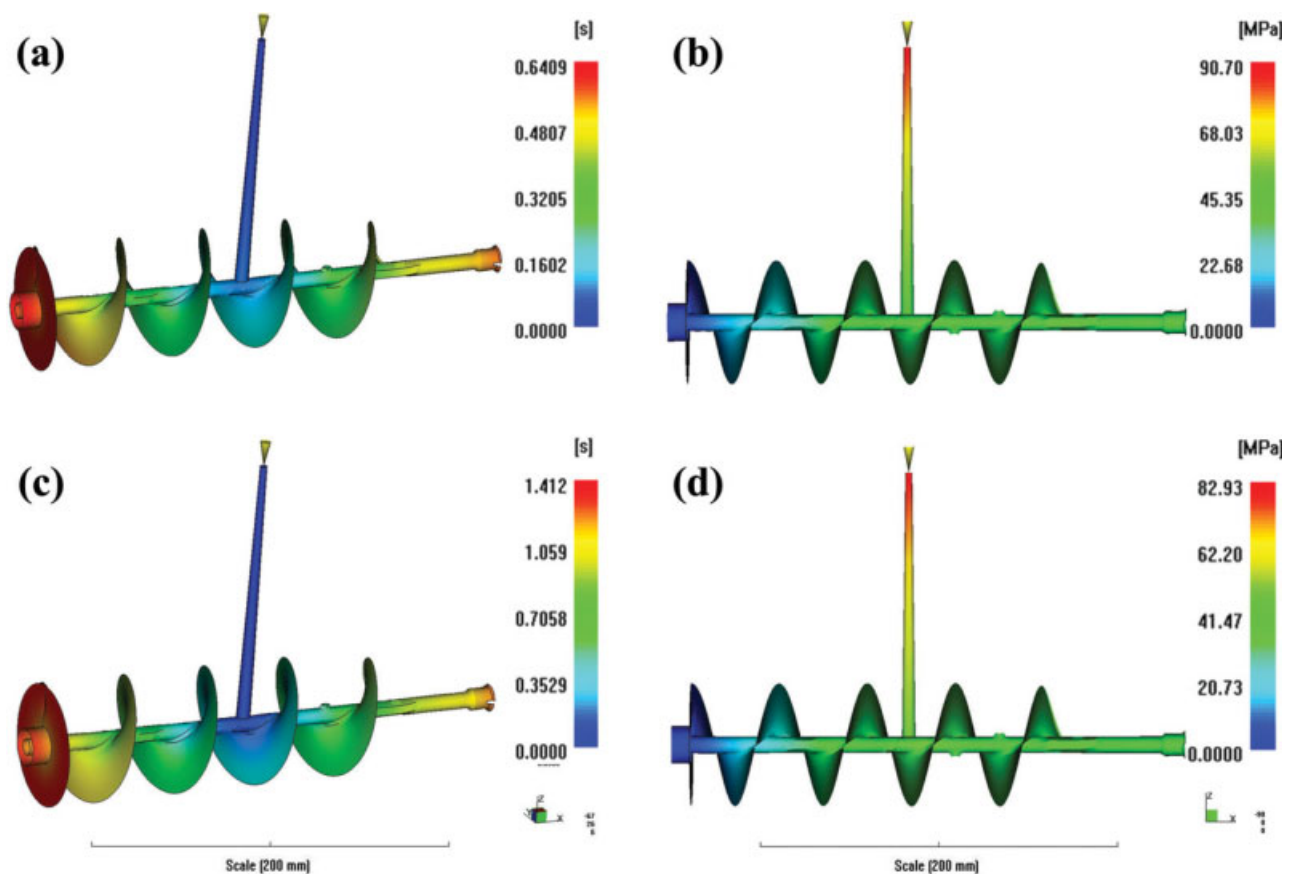 (a)
[s]
0.6409
0.4807
0.3205
0.1602
0.0000
(b)
[MPa]
90.70
68.03
45.35
22.68
0.0000
(c)
[s]
1.412
1.059
0.7058
0.3529
0.0000
Z
X
Scale (200 mm)
(d)
[MPa]
82.93
62.20
41.47
20.73
0.0000
Z
X
Scale (200 mm)